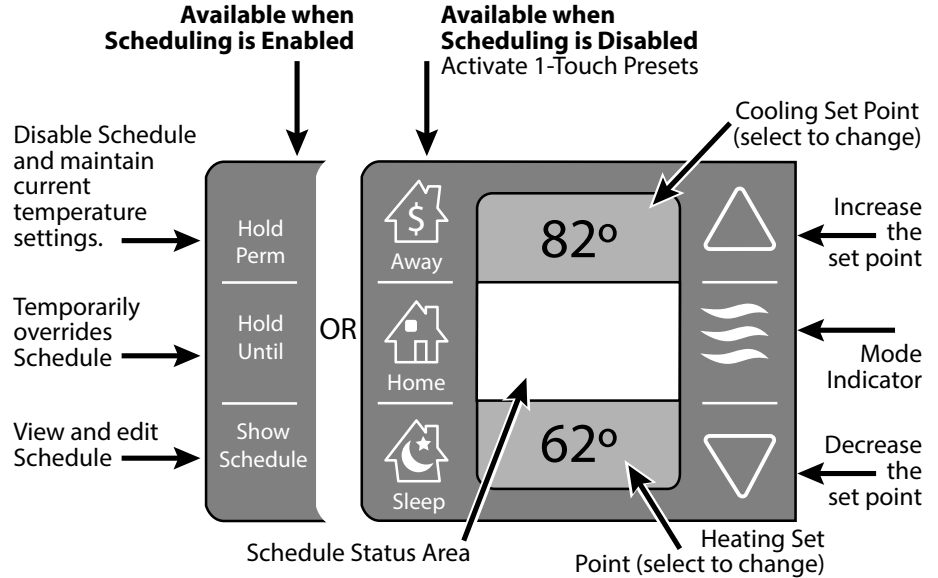 Available when
Scheduling is Enabled
Available when
Scheduling is Disabled
Activate 1-Touch Presets
Disable Schedule
and maintain
current
temperature
settings.
Temporarily
overrides
Schedule
View and edit
Schedule
Hold
Perm
Hold
Until
Show
Schedule
OR
$
Away
Home
Sleep
82º
62º
Cooling Set Point
(select to change)
Increase
the
set point
Mode
Indicator
Decrease
the
set point
Schedule Status Area
Heating Set
Point (select to change)